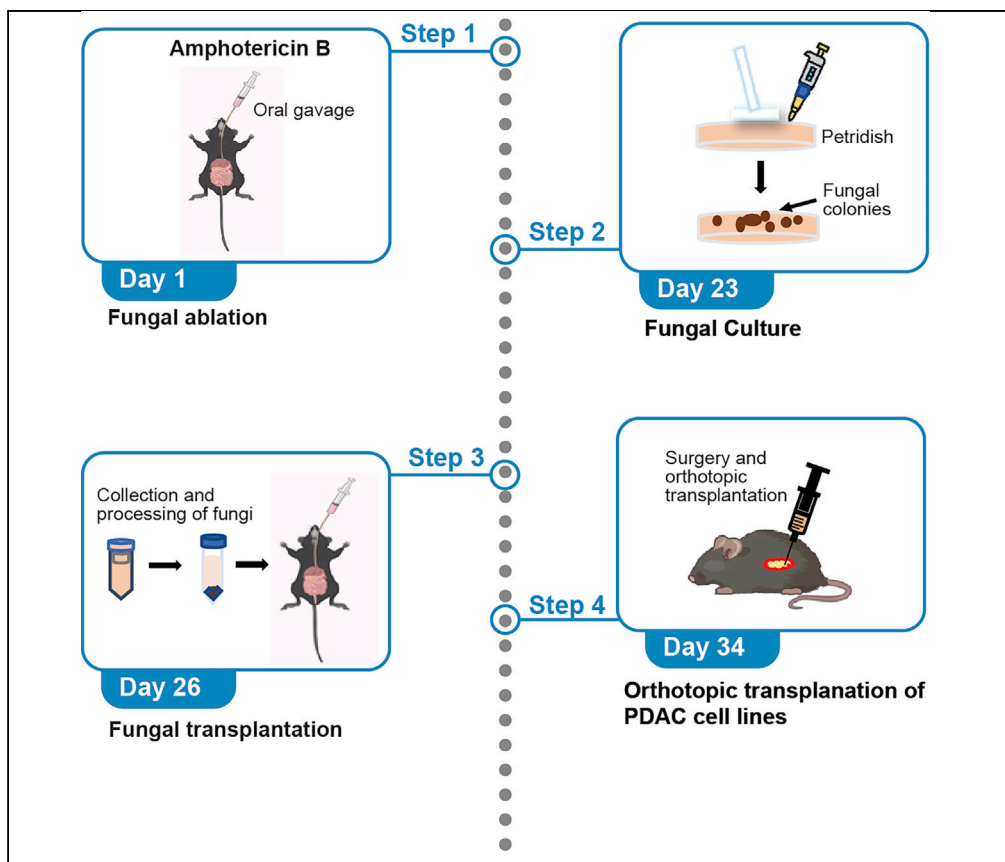 Amphotericin B
Oral gavage
Step 1
Day 1
Fungal ablation
Petridish
Fungal
colonies
Step 2
Day 23
Fungal Culture
Step 3
Collection and
processing of fungi
Day 26
Fungal transplantation
Surgery and
orthotopic
transplantation
Step 4
Day 34
Orthotopic transplanation of
PDAC cell lines